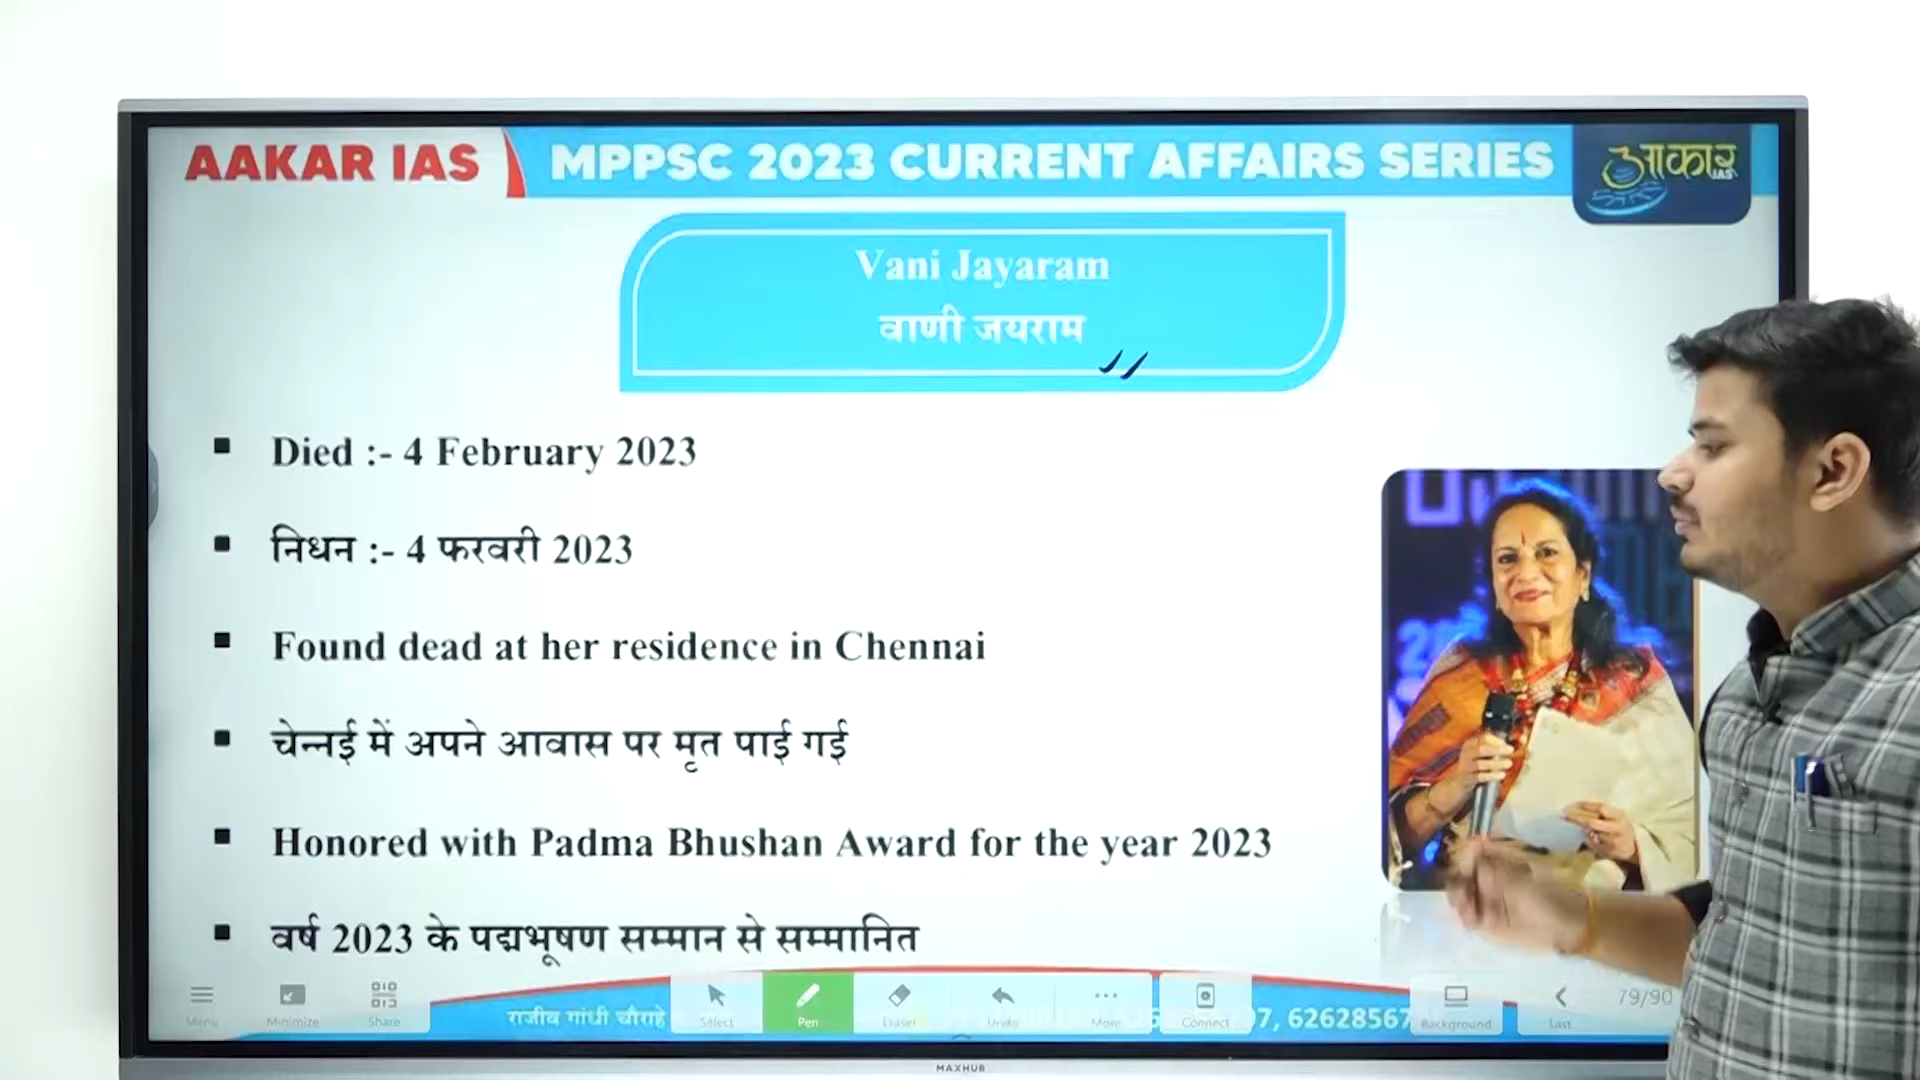 AAKAR IAS
MPPSC 2023 CURRENT AFFAIRS SERIES
आकार
IAS
Vani Jayaram
वाणी जयराम
Died :- 4 February 2023
निधन :- 4 फरवरी 2023
Found dead at her residence in Chennai
चेन्नई में अपने आवास पर मृत पाई गई
Honored with Padma Bhushan Award for the year 2023
वर्ष 2023 के पद्मभूषण सम्मान से सम्मानित
Menu
Minimize
Share
राजीव गांधी चौराहे
Select
Pen
Eraser
Undo
More
Connect
7, 6262856
Background
Last
79/90
MAXHUB